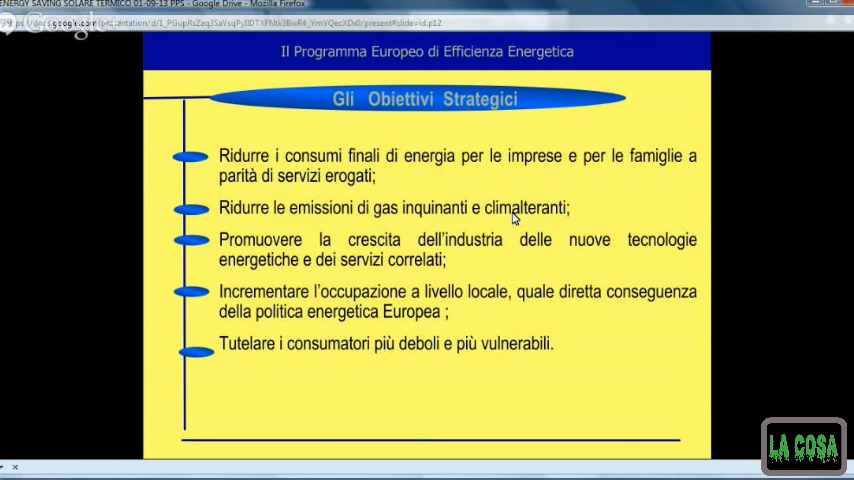 ENERGY SAVING SOLARE TERMICO 01-09-13 PPS - Google Drive - Mozilla Firefox
Google
Il Programma Europeo di Efficienza Energetica
Gli Obiettivi Strategici
Ridurre i consumi finali di energia per le imprese e per le famiglie a
parità di servizi erogati;
Ridurre le emissioni di gas inquinanti e climalteranti;
Promuovere la crescita dell'industria delle nuove tecnologie
energetiche e dei servizi correlati;
Incrementare l'occupazione a livello locale, quale diretta conseguenza
della politica energetica Europea ;
Tutelare i consumatori più deboli e più vulnerabili.
LA COSA